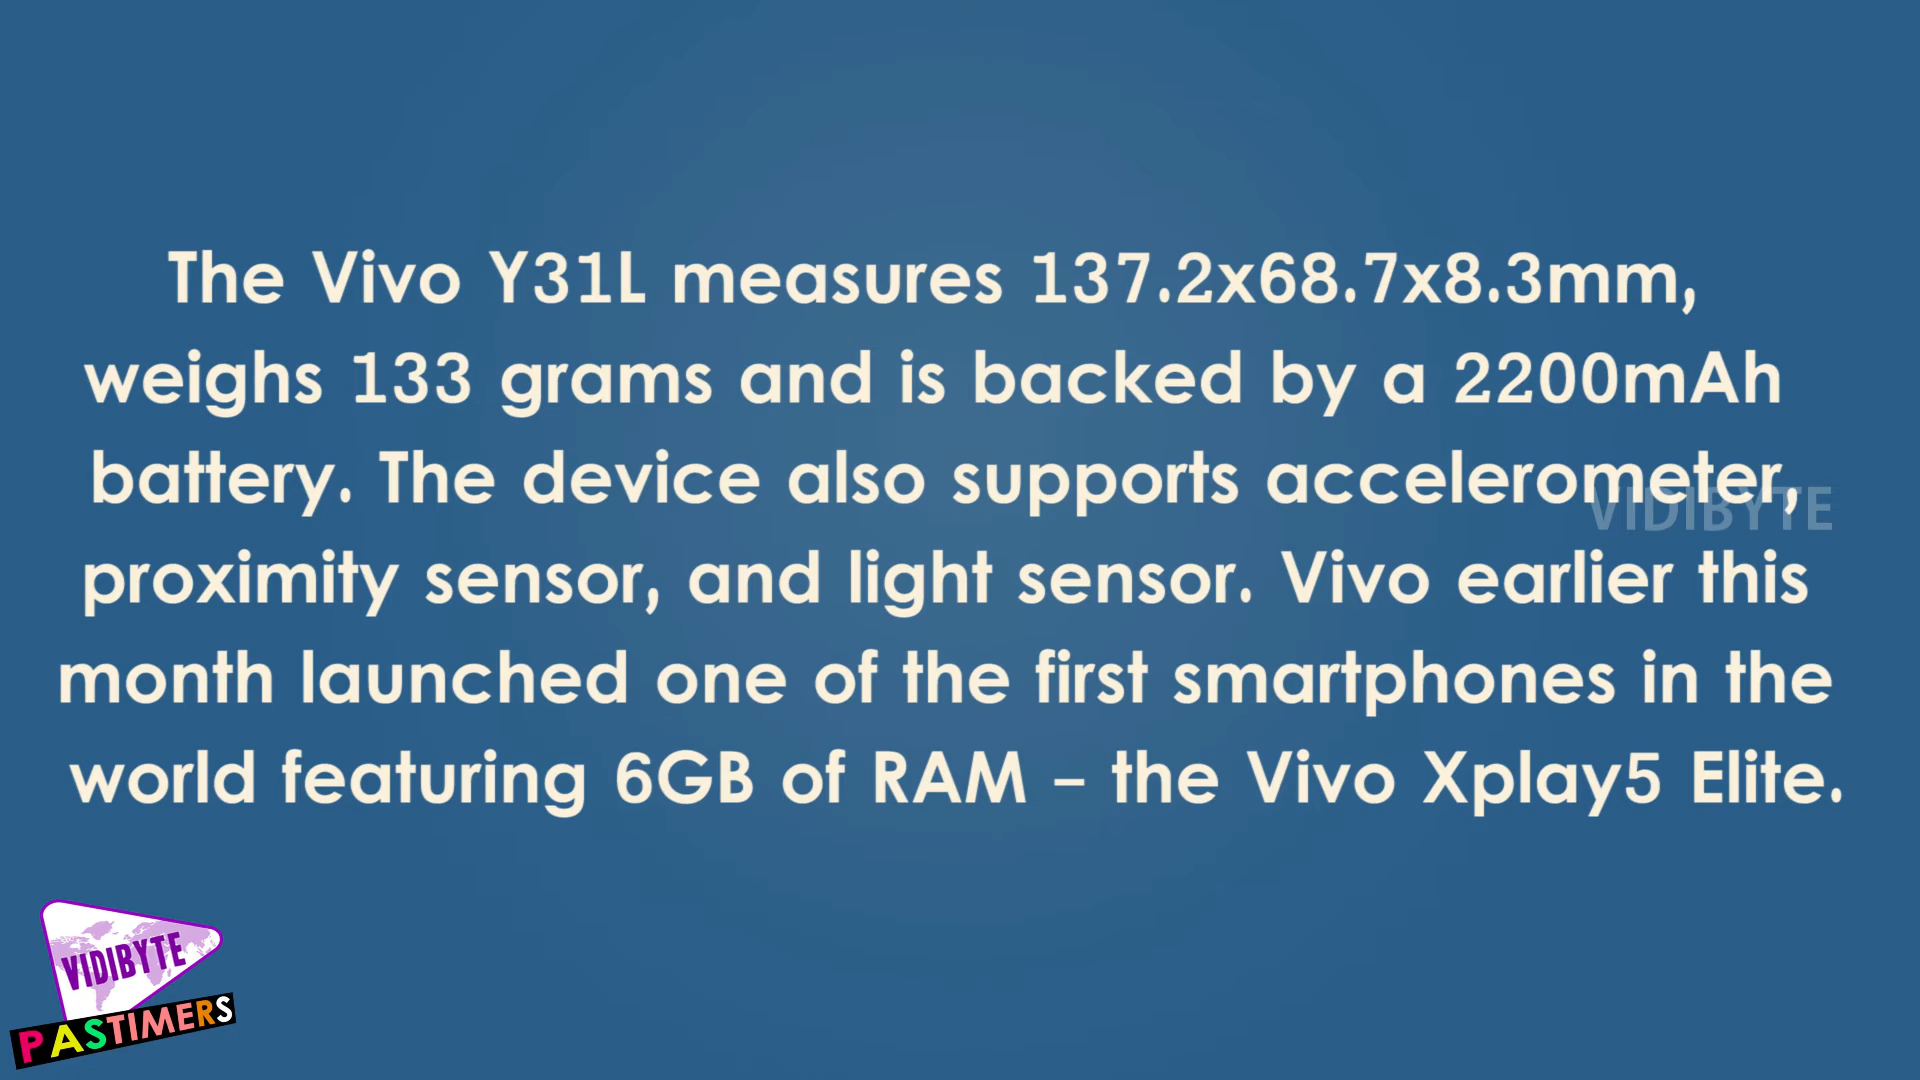 The Vivo Y31L measures 137.2x68.7x8.3mm,
weighs 133 grams and is backed by a 2200mAh
battery. The device also supports accelerometer,
VIDIBYTE
proximity sensor, and light sensor. Vivo earlier this
month launched one of the first smartphones in the
world featuring 6GB of RAM – the Vivo Xplay5 Elite.
VIDIBYTE
PASTIMERS